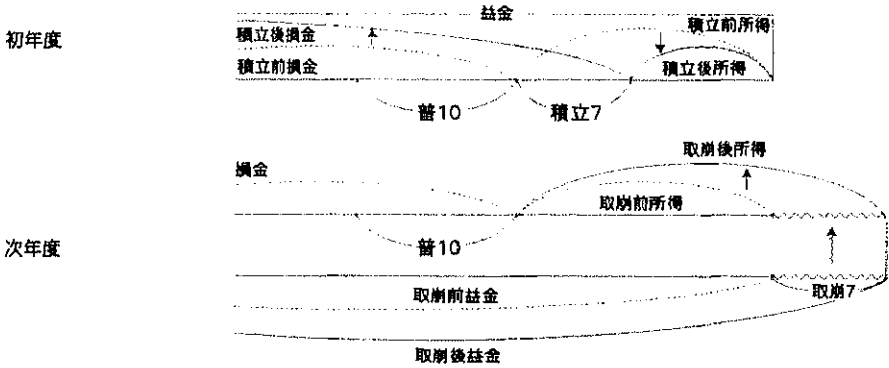 益金
初年度
積立後損金
積立前所得
積立前損金
積立後所得
普10
積立7
取崩後所得
損金
取崩前所得
普10
次年度
取崩前益金
取崩7
取崩後益金